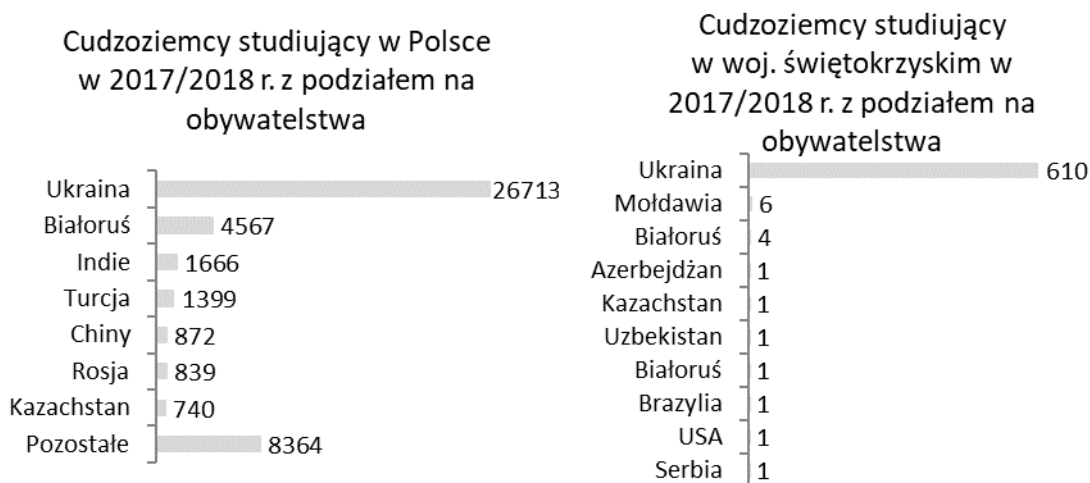 Cudzoziemcy studiujący w Polsce
w 2017/2018 r. z podziałem na
obywatelstwa
Ukraina 26713
Białoruś 4567
Indie 1666
Turcja 1399
Chiny 872
Rosja 839
Kazachstan 740
Pozostałe 8364
Cudzoziemcy studiujący
w woj. świętokrzyskim w
2017/2018 r. z podziałem na
obywatelstwa
Ukraina 610
Mołdawia 6
Białoruś 4
Azerbejdżan 1
Kazachstan 1
Uzbekistan 1
Białoruś 1
Brazylia 1
USA 1
Serbia 1